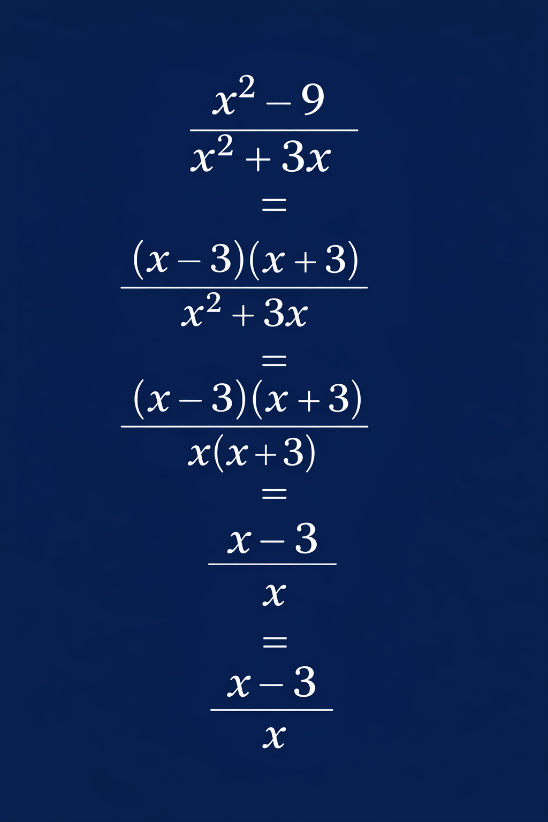 x² – 9
x² + 3x
=
(x – 3)(x + 3)
x² + 3x
=
(x – 3)(x + 3)
x(x + 3)
=
x – 3
x
=
x – 3
x